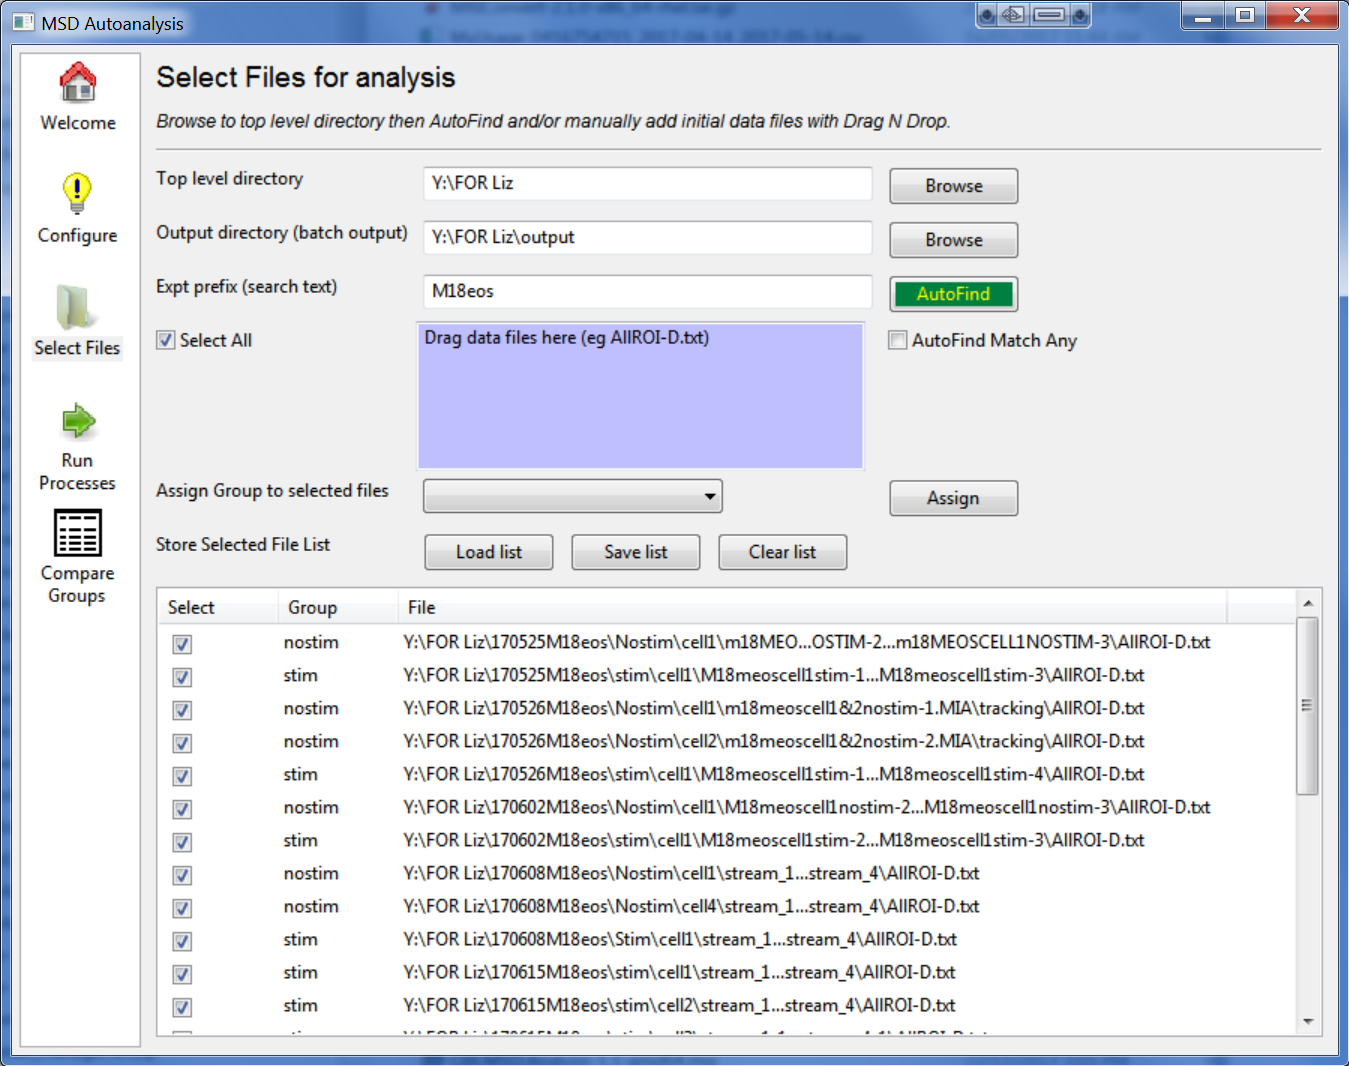 MSD Autoanalysis
Welcome
Configure
Select Files
Run
Processes
Compare
Groups
Select Files for analysis
Browse to top level directory then AutoFind and/or manually add initial data files with Drag N Drop.
Top level directory
Y:\FOR Liz
Browse
Output directory (batch output)
Y:\FOR Liz\output
Browse
Expt prefix (search text)
M18eos
AutoFind
Select All
Drag data files here (eg AllROI-D.txt)
AutoFind Match Any
Assign Group to selected files
Assign
Store Selected File List
Load list
Save list
Clear list
Select Group File
nostim Y:\FOR Liz\170525M18eos\Nostim\cell1\m18MEO...OSTIM-2...m18MEOSCELL1NOSTIM-3\AllROI-D.txt
stim Y:\FOR Liz\170525M18eos\stim\cell1\M18meoscell1stim-1...M18meoscell1stim-3\AllROI-D.txt
nostim Y:\FOR Liz\170526M18eos\Nostim\cell1\m18meoscell1&2nostim-1.MIA\tracking\AllROI-D.txt
nostim Y:\FOR Liz\170526M18eos\Nostim\cell2\m18meoscell1&2nostim-2.MIA\tracking\AllROI-D.txt
stim Y:\FOR Liz\170526M18eos\stim\cell1\M18meoscell1stim-1...M18meoscell1stim-4\AllROI-D.txt
nostim Y:\FOR Liz\170602M18eos\Nostim\cell1\M18meoscell1nostim-2...M18meoscell1nostim-3\AllROI-D.txt
stim Y:\FOR Liz\170602M18eos\stim\cell1\M18meoscell1stim-2...M18meoscell1stim-3\AllROI-D.txt
nostim Y:\FOR Liz\170608M18eos\Nostim\cell1\stream_1...stream_4\AllROI-D.txt
nostim Y:\FOR Liz\170608M18eos\Nostim\cell4\stream_1...stream_4\AllROI-D.txt
stim Y:\FOR Liz\170608M18eos\Stim\cell1\stream_1...stream_4\AllROI-D.txt
stim Y:\FOR Liz\170615M18eos\stim\cell1\stream_1...stream_4\AllROI-D.txt
stim Y:\FOR Liz\170615M18eos\stim\cell2\stream_1...stream_4\AllROI-D.txt